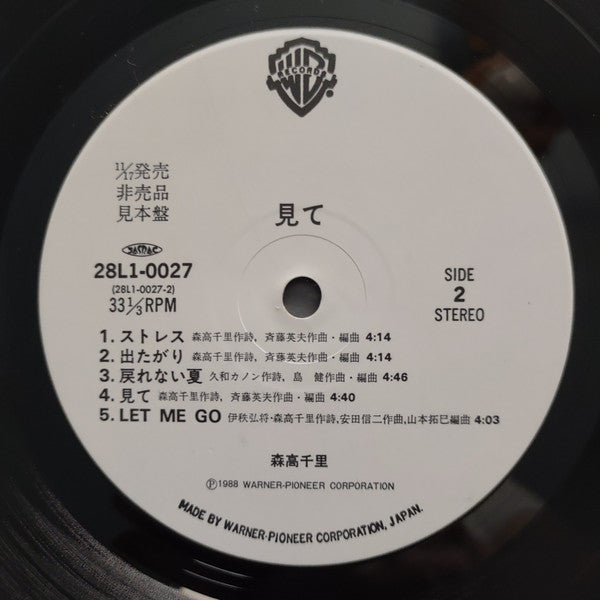 WB
RECORDS
11/17発売
非売品
見本盤
見て
JASRAC
28L1-0027
(28L1-0027-2)
33 1/3 RPM
SIDE
2
STEREO
1. ストレス 森高千里作詩, 斉藤英夫作曲・編曲 4:14
2. 出たがり 森高千里作詩, 斉藤英夫作曲・編曲 4:14
3. 戻れない夏 久和カノン作詩, 島 健作曲・編曲 4:46
4. 見て 森高千里作詩, 斉藤英夫作曲・編曲 4:40
5. LET ME GO 伊秩弘将・森高千里作詩, 安田信二作曲, 山本拓巳編曲 4:03
森高千里
Ⓟ1988 WARNER-PIONEER CORPORATION
MADE BY WARNER-PIONEER CORPORATION, JAPAN.